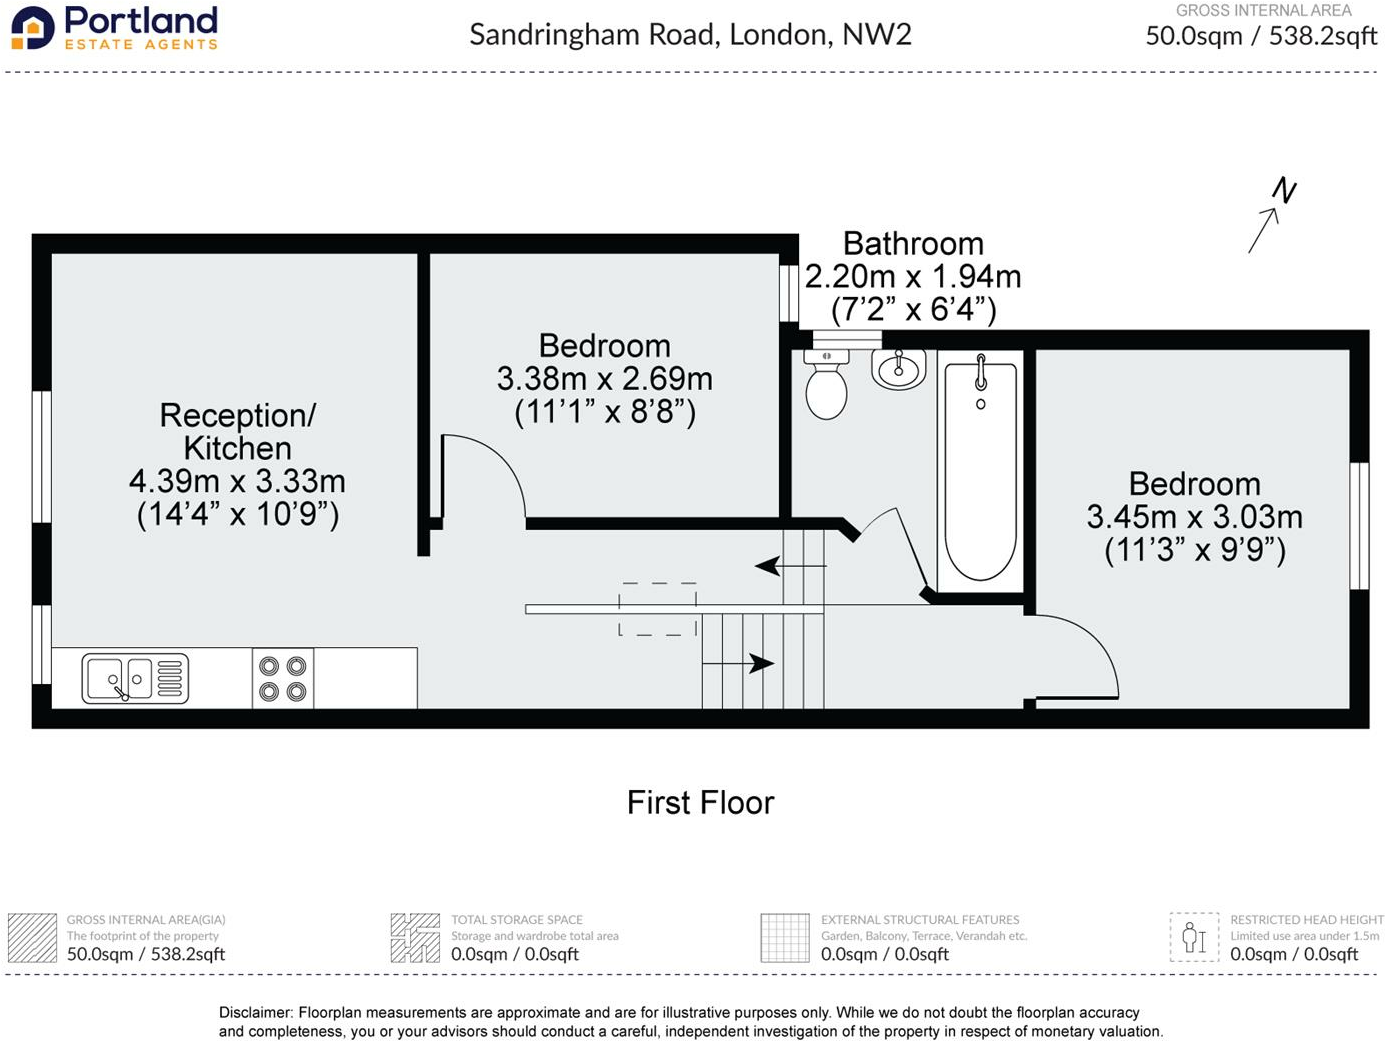 Portland
ESTATE AGENTS
Sandringham Road, London, NW2
GROSS INTERNAL AREA
50.0sqm / 538.2sqft
N
Bathroom
2.20m x 1.94m
(7’2” x 6’4”)
Bedroom
3.38m x 2.69m
(11’1” x 8’8”)
Reception/
Kitchen
4.39m x 3.33m
(14’4” x 10’9”)
Bedroom
3.45m x 3.03m
(11’3” x 9’9”)
First Floor
GROSS INTERNAL AREA(GIA)
The footprint of the property
50.0sqm / 538.2sqft
TOTAL STORAGE SPACE
Storage and wardrobe total area
0.0sqm / 0.0sqft
EXTERNAL STRUCTURAL FEATURES
Garden, Balcony, Terrace, Verandah etc.
0.0sqm / 0.0sqft
RESTRICTED HEAD HEIGHT
Limited use area under 1.5m
0.0sqm / 0.0sqft
Disclaimer: Floorplan measurements are approximate and are for illustrative purposes only. While we do not doubt the floorplan accuracy
and completeness, you or your advisors should conduct a careful, independent investigation of the property in respect of monetary valuation.